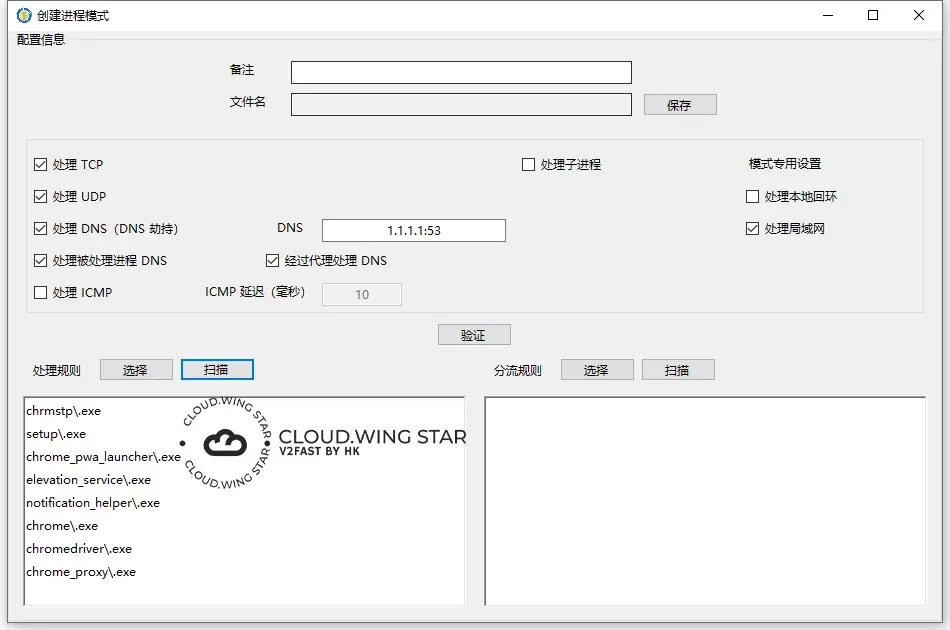 创建进程模式
配置信息
备注
文件名
保存
处理 TCP
处理子进程
模式专用设置
处理 UDP
处理本地回环
处理 DNS（DNS 劫持）
DNS
1.1.1.1:53
处理局域网
处理被处理进程 DNS
经过代理处理 DNS
处理 ICMP
ICMP 延迟（毫秒）
10
验证
处理规则
选择
扫描
分流规则
选择
扫描
chrmstp\.exe
setup\.exe
chrome_pwa_launcher\.exe
elevation_service\.exe
notification_helper\.exe
chrome\.exe
chromedriver\.exe
chrome_proxy\.exe
CLOUD.WING STAR
CLOUD.WING STAR
CLOUD.WING STAR
V2FAST BY HK